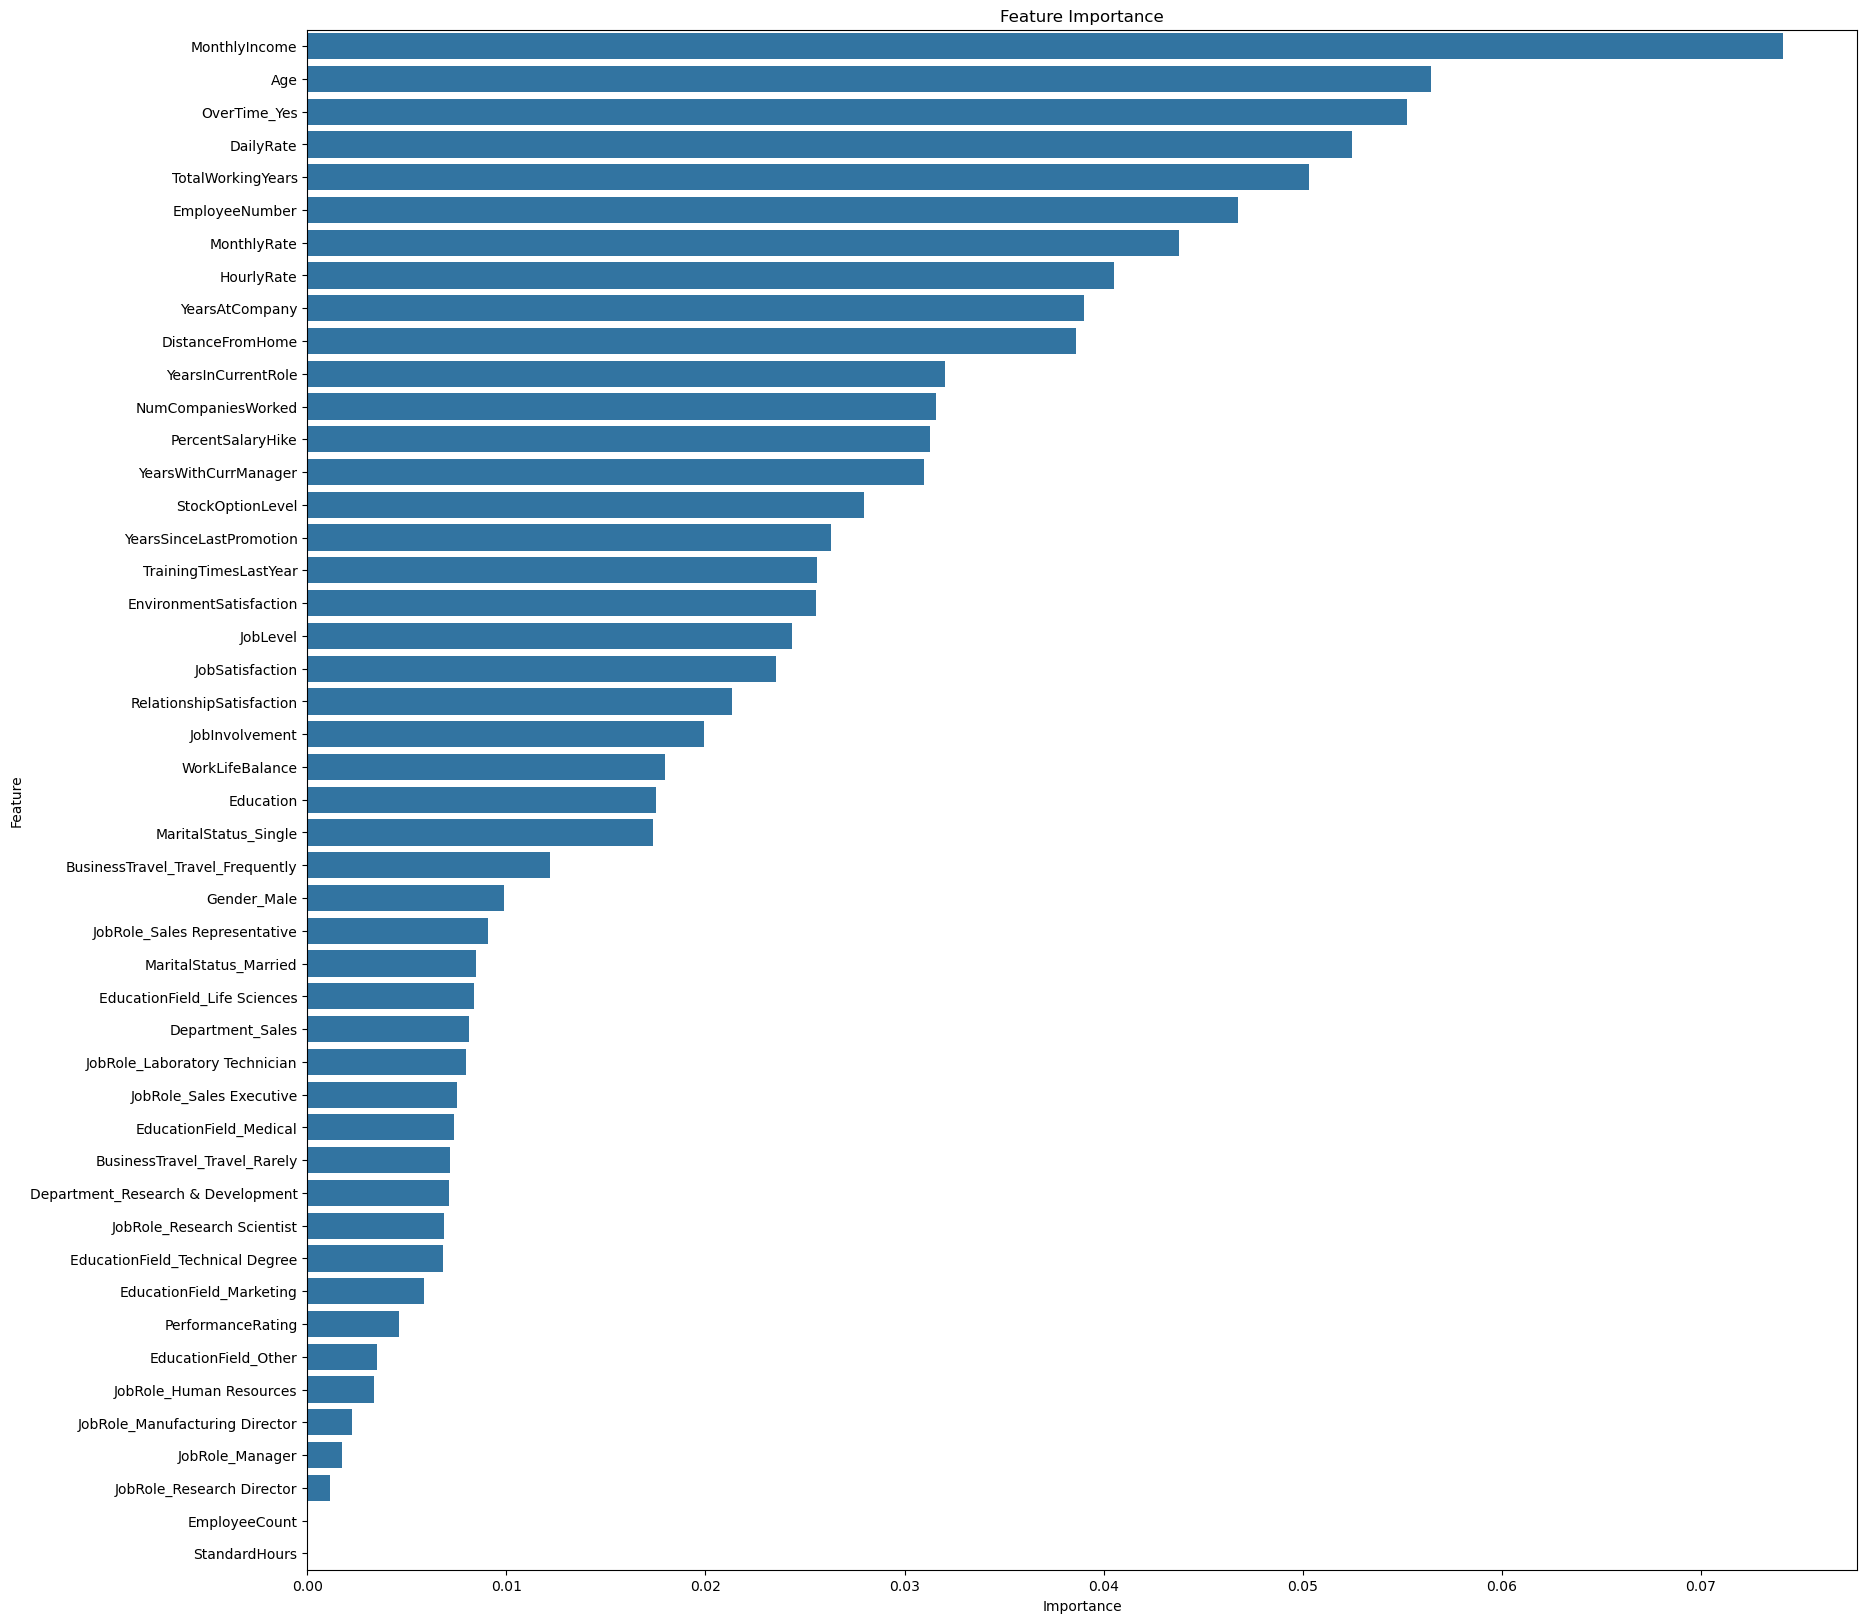 Feature Importance
MonthlyIncome
Age
OverTime_Yes
DailyRate
TotalWorkingYears
EmployeeNumber
MonthlyRate
HourlyRate
YearsAtCompany
DistanceFromHome
YearsInCurrentRole
NumCompaniesWorked
PercentSalaryHike
YearsWithCurrManager
StockOptionLevel
YearsSinceLastPromotion
TrainingTimesLastYear
EnvironmentSatisfaction
JobLevel
JobSatisfaction
RelationshipSatisfaction
JobInvolvement
WorkLifeBalance
Education
MaritalStatus_Single
BusinessTravel_Travel_Frequently
Gender_Male
JobRole_Sales Representative
MaritalStatus_Married
EducationField_Life Sciences
Department_Sales
JobRole_Laboratory Technician
JobRole_Sales Executive
EducationField_Medical
BusinessTravel_Travel_Rarely
Department_Research & Development
JobRole_Research Scientist
EducationField_Technical Degree
EducationField_Marketing
PerformanceRating
EducationField_Other
JobRole_Human Resources
JobRole_Manufacturing Director
JobRole_Manager
JobRole_Research Director
EmployeeCount
StandardHours
Feature
0.00 0.01 0.02 0.03 0.04 0.05 0.06 0.07
Importance